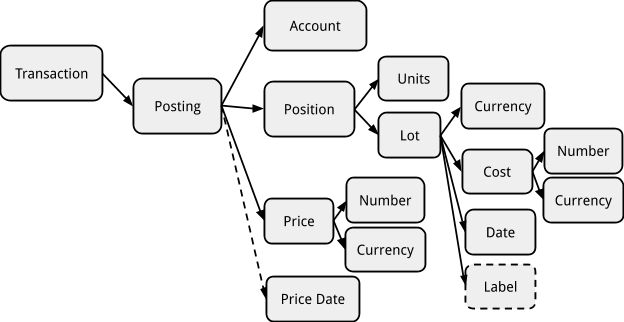 Transaction
Posting
Account
Position
Units
Lot
Currency
Cost
Number
Currency
Date
Label
Price
Number
Currency
Price Date